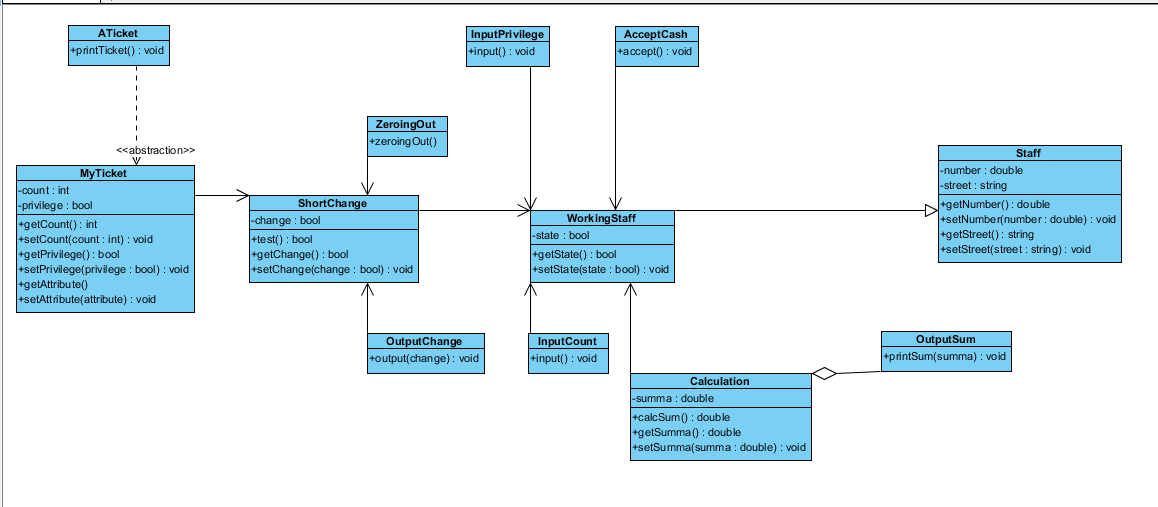 ATicket
+printTicket() : void
InputPrivilege
+input() : void
AcceptCash
+accept() : void
ZeroingOut
+zeroingOut()
<<abstraction>>
MyTicket
-count : int
-privilege : bool
+getCount() : int
+setCount(count : int) : void
+getPrivilege() : bool
+setPrivilege(privilege : bool) : void
+getAttribute()
+setAttribute(attribute) : void
ShortChange
-change : bool
+test() : bool
+getChange() : bool
+setChange(change : bool) : void
WorkingStaff
-state : bool
+getState() : bool
+setState(state : bool) : void
Staff
-number : double
-street : string
+getNumber() : double
+setNumber(number : double) : void
+getStreet() : string
+setStreet(street : string) : void
OutputChange
+output(change) : void
InputCount
+input() : void
OutputSum
+printSum(summa) : void
Calculation
-summa : double
+calcSum() : double
+getSumma() : double
+setSumma(summa : double) : void